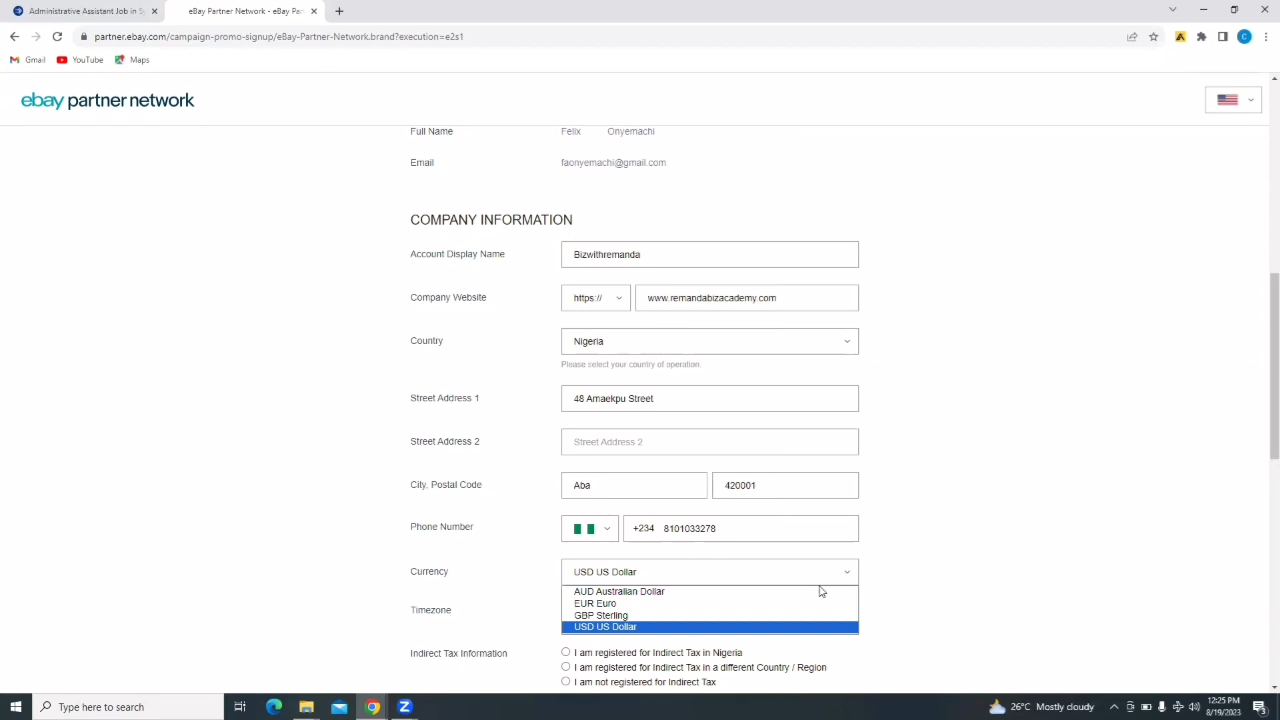 Administrative Assistant Job in S
eBay Partner Network - eBay Par
partner.ebay.com/campaign-promo-signup/eBay-Partner-Network.brand?execution=e2s1
C
Gmail
YouTube
Maps
ebay partner network
Full Name Felix Onyemachi
Email faonyemachi@gmail.com
COMPANY INFORMATION
Account Display Name Bizwithremanda
Company Website https:// www.remandabizacademy.com
Country Nigeria
Please select your country of operation.
Street Address 1 48 Amaekpu Street
Street Address 2 Street Address 2
City, Postal Code Aba 420001
Phone Number +234 8101033278
Currency USD US Dollar
AUD Australian Dollar
EUR Euro
Timezone
GBP Sterling
USD US Dollar
Indirect Tax Information I am registered for Indirect Tax in Nigeria
I am registered for Indirect Tax in a different Country / Region
I am not registered for Indirect Tax
Type here to search
26°C Mostly cloudy
12:25 PM
8/19/2023